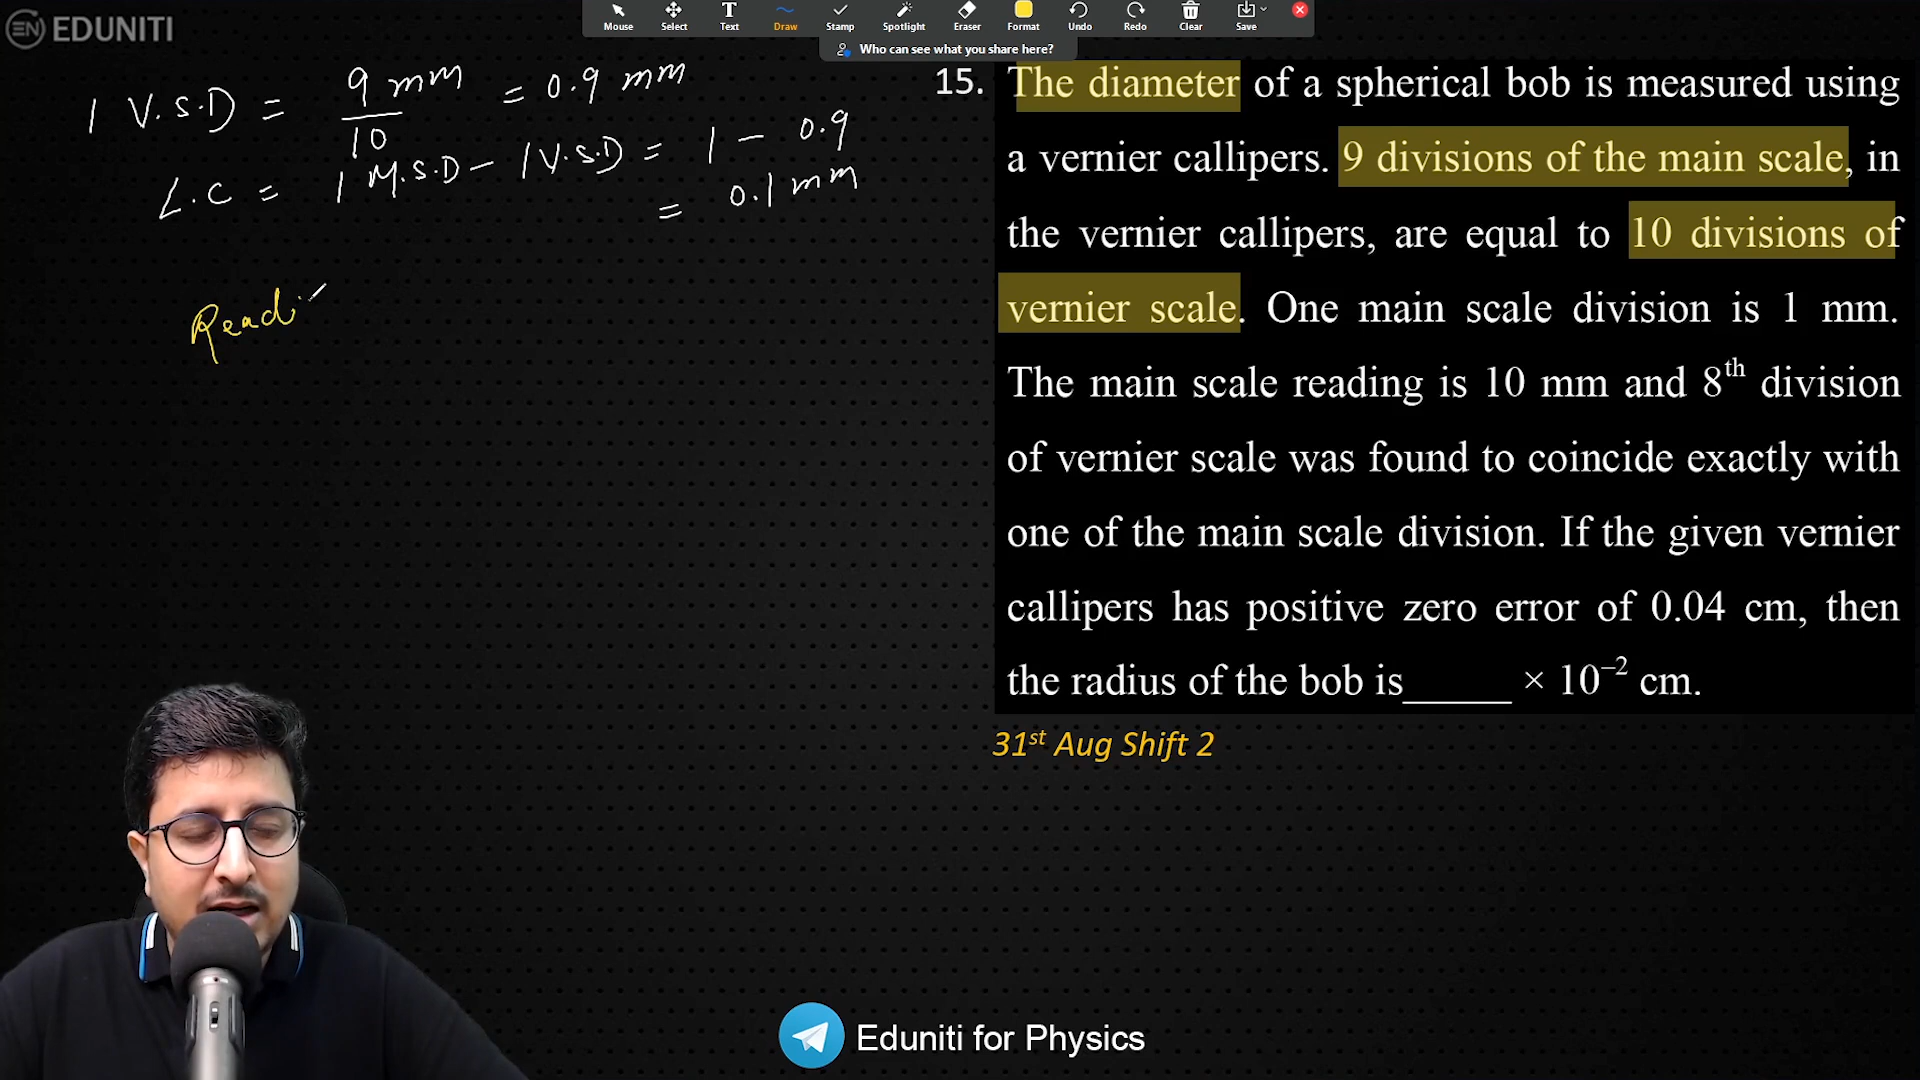 EN EDUNITI
Mouse Select Text Draw Stamp Spotlight Eraser Format Undo Redo Clear Save
Who can see what you share here?
1 V.S.D = 9 mm / 10 = 0.9 mm
L.C = 1 M.S.D - 1 V.S.D = 1 - 0.9
= 0.1 mm
Readi
15. The diameter of a spherical bob is measured using
a vernier callipers. 9 divisions of the main scale, in
the vernier callipers, are equal to 10 divisions of
vernier scale. One main scale division is 1 mm.
The main scale reading is 10 mm and 8th division
of vernier scale was found to coincide exactly with
one of the main scale division. If the given vernier
callipers has positive zero error of 0.04 cm, then
the radius of the bob is______ × 10⁻² cm.
31st Aug Shift 2
Eduniti for Physics